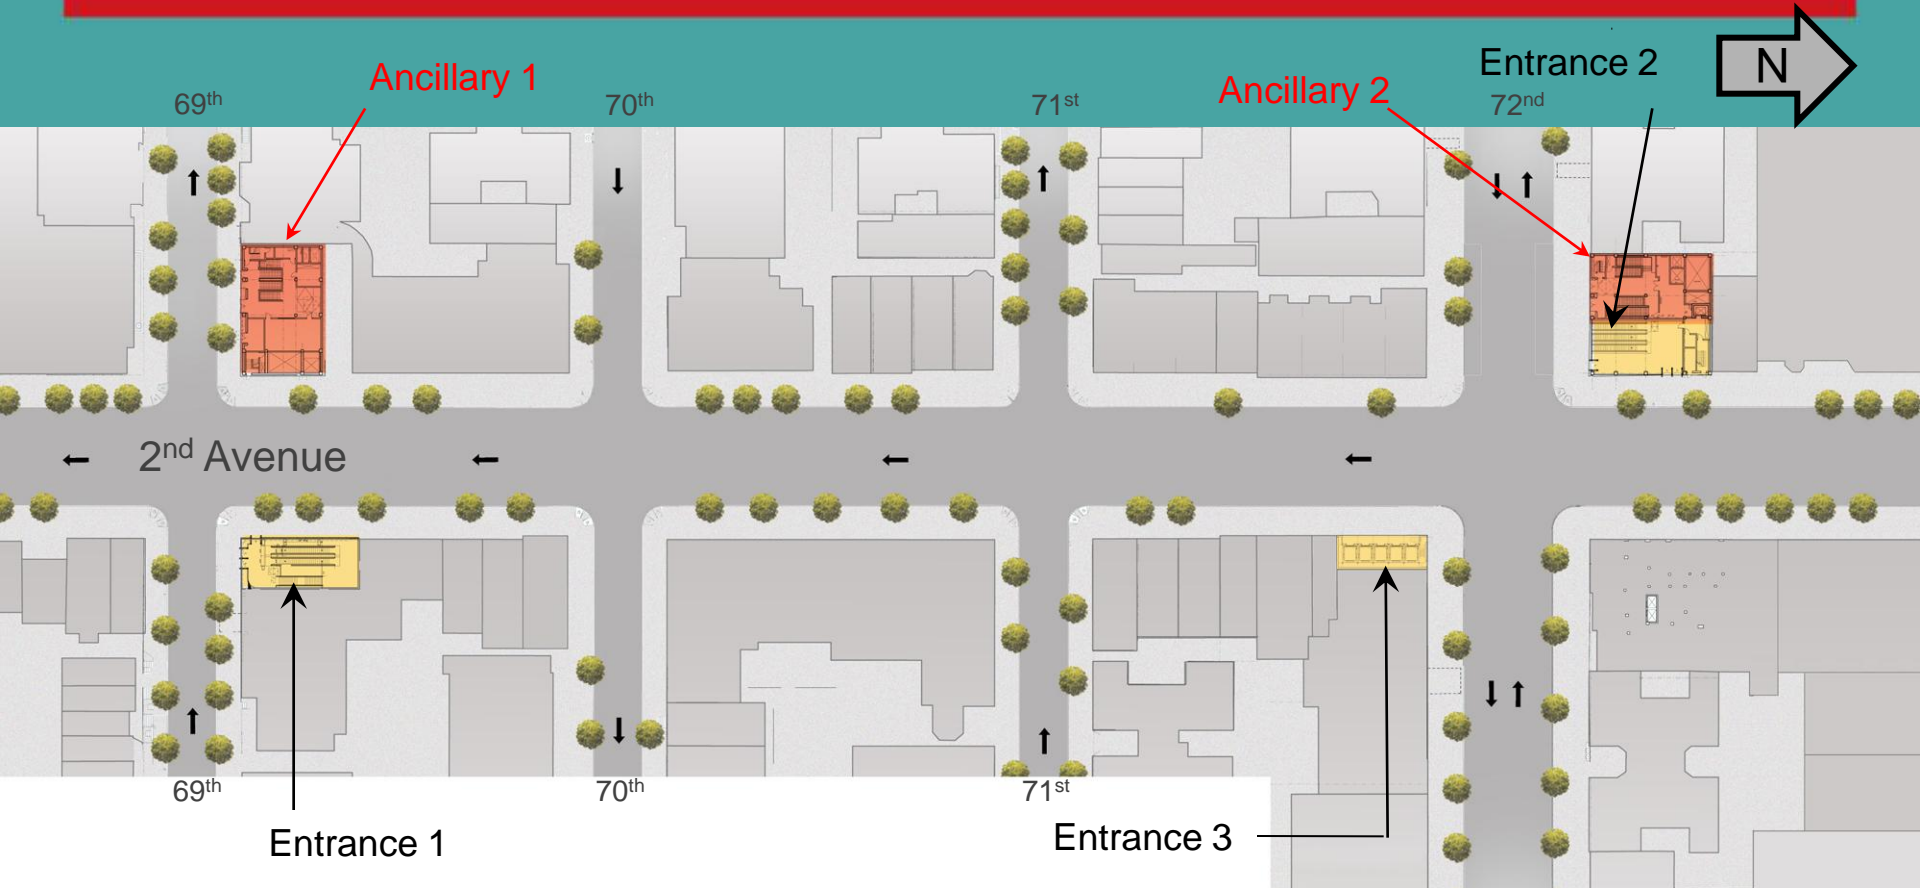 Entrance 2
N
Ancillary 1
Ancillary 2
69th
70th
71st
72nd
2nd Avenue
69th
70th
71st
Entrance 1
Entrance 3